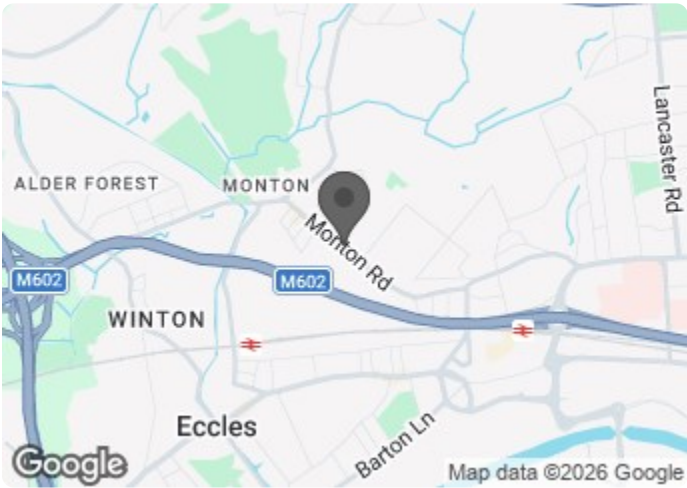 Lancaster Rd
ALDER FOREST
MONTON
Monton Rd
M602
M602
WINTON
Eccles
Barton Ln
Google
Map data ©2026 Google